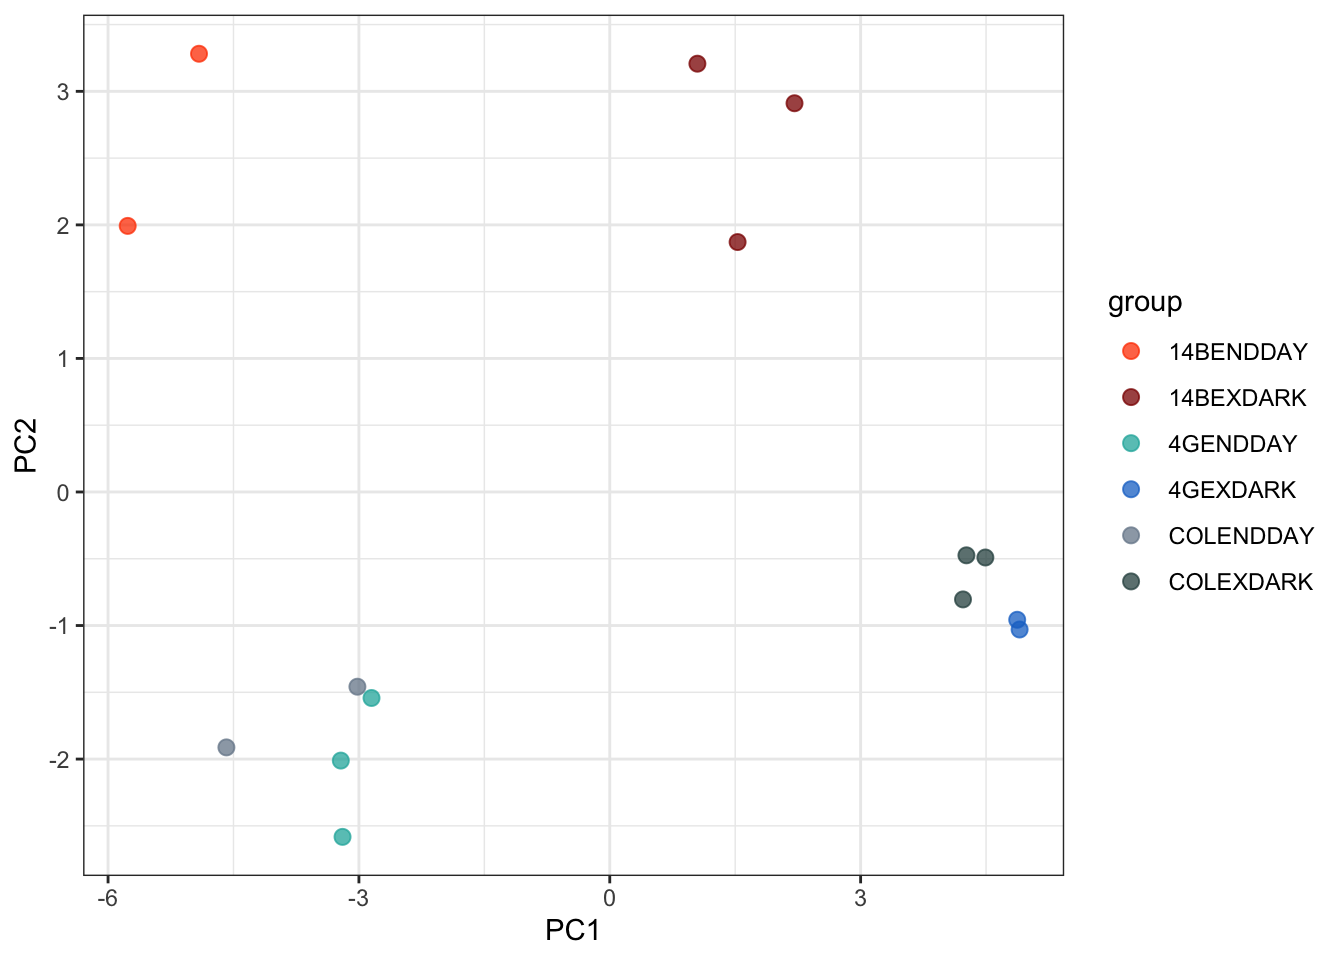 3
2
1
0
-1
-2
PC2
-6
-3
0
3
PC1
group
14BENDDAY
14BEXDARK
4GENDDAY
4GEXDARK
COLENDDAY
COLEXDARK